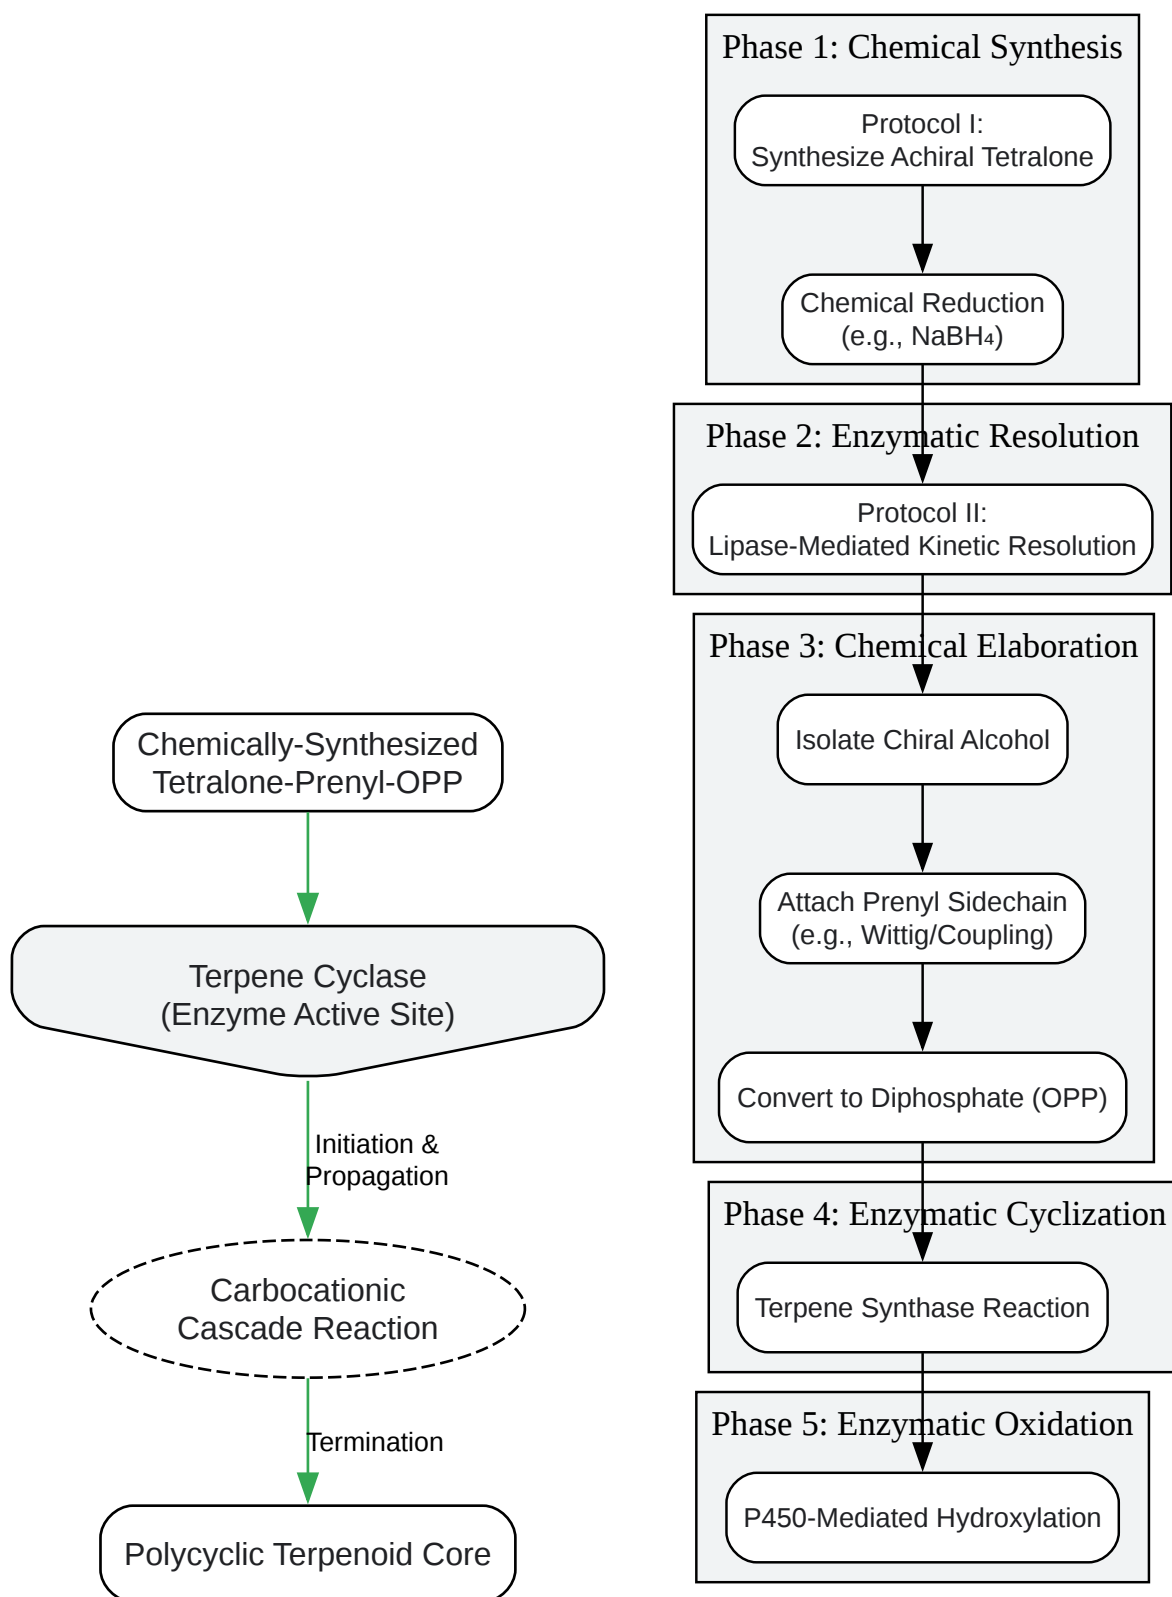 Phase 1: Chemical Synthesis
Protocol I:
Synthesize Achiral Tetralone
Chemical Reduction
(e.g., NaBH₄)
Phase 2: Enzymatic Resolution
Protocol II:
Lipase-Mediated Kinetic Resolution
Phase 3: Chemical Elaboration
Isolate Chiral Alcohol
Attach Prenyl Sidechain
(e.g., Wittig/Coupling)
Convert to Diphosphate (OPP)
Phase 4: Enzymatic Cyclization
Terpene Synthase Reaction
Phase 5: Enzymatic Oxidation
P450-Mediated Hydroxylation
Chemically-Synthesized
Tetralone-Prenyl-OPP
Terpene Cyclase
(Enzyme Active Site)
Initiation &
Propagation
Carbocationic
Cascade Reaction
Termination
Polycyclic Terpenoid Core